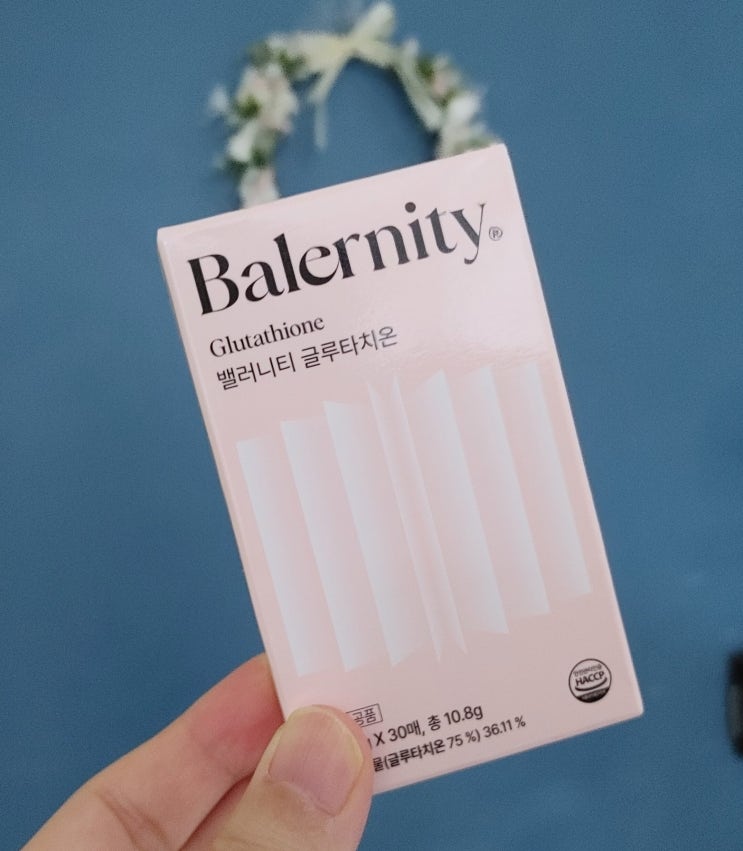 Balernity®
Glutathione
밸러니티 글루타치온
HACCP
X 30매, 총 10.8g
(글루타치온 75 %) 36.11 %